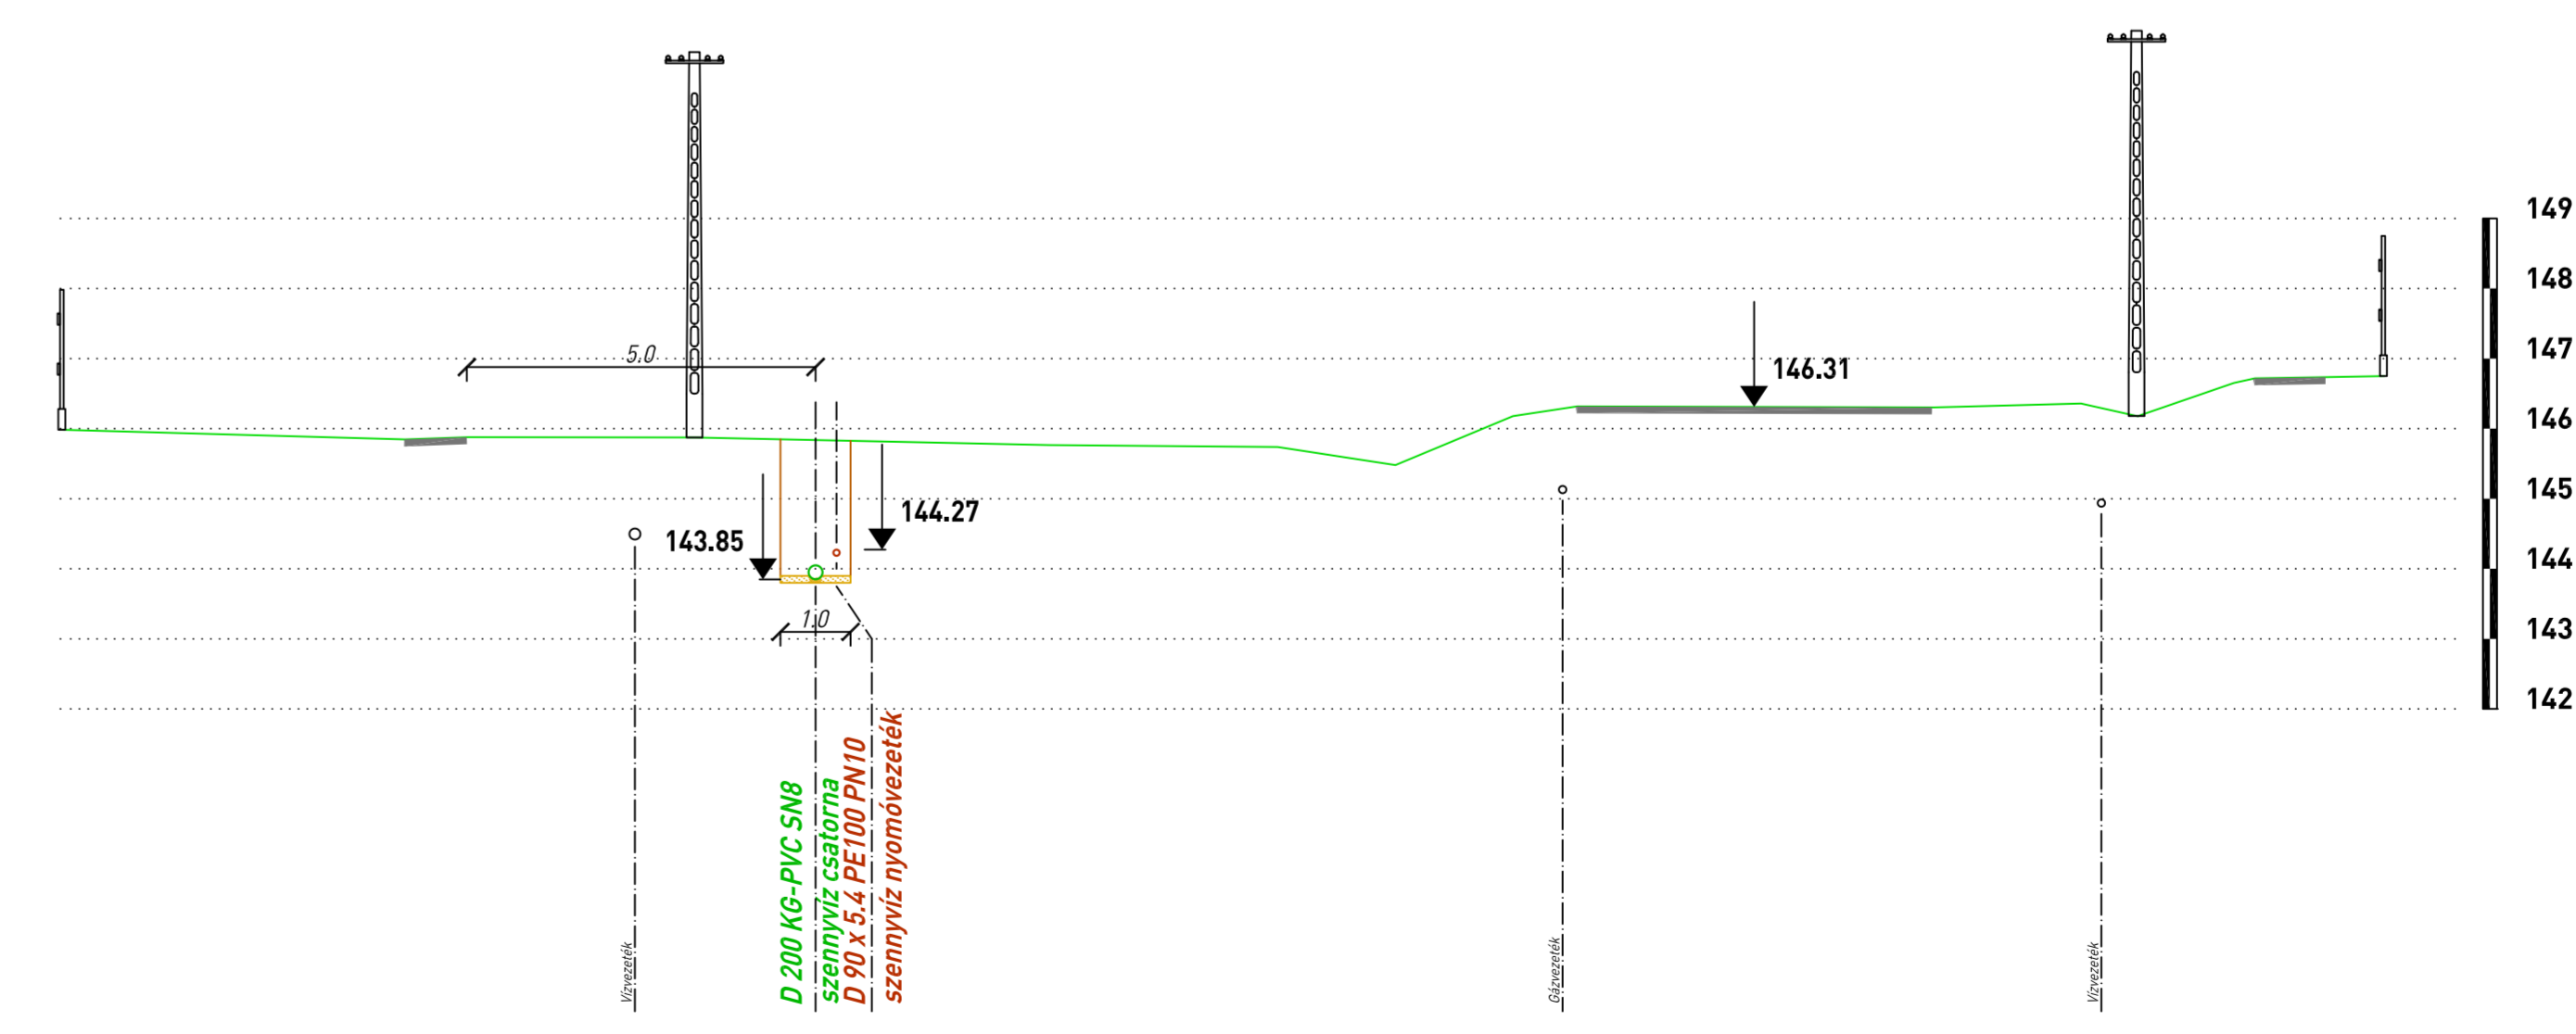 149
148
147
146
145
144
143
142
5.0
146.31
143.85
144.27
1.0
Vízvezeték
D 200 KG-PVC SN8
szennyvíz csatorna
D 90 x 5.4 PE100 PN10
szennyvíz nyomóvezeték
Gázvezeték
Vízvezeték